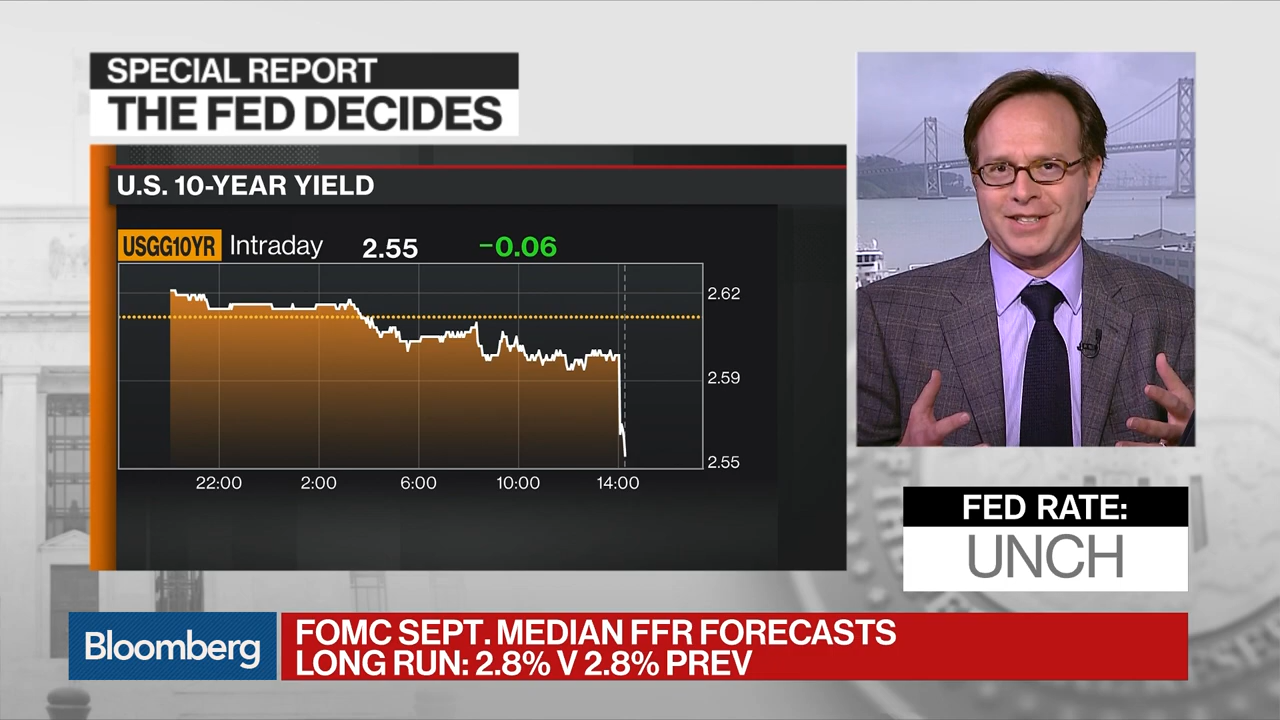 SPECIAL REPORT
THE FED DECIDES
U.S. 10-YEAR YIELD
USGG10YR Intraday 2.55 -0.06
2.62
2.59
2.55
22:00 2:00 6:00 10:00 14:00
FED RATE:
UNCH
Bloomberg
FOMC SEPT. MEDIAN FFR FORECASTS
LONG RUN: 2.8% V 2.8% PREV